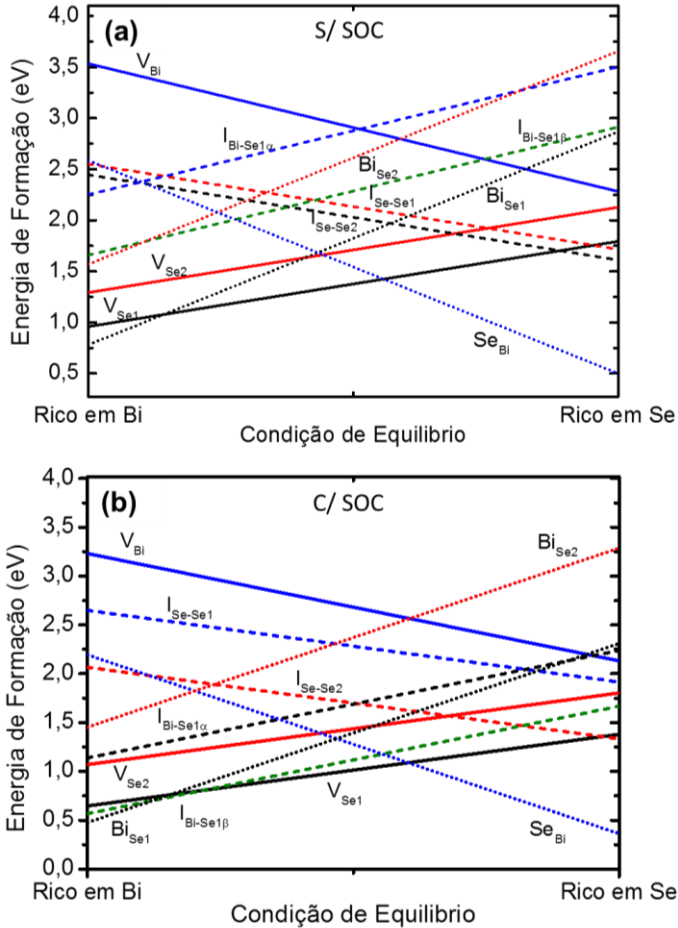 (a) S/ SOC
4,0
3,5
3,0
2,5
2,0
1,5
1,0
0,5
Energia de Formação (eV)
V_Bi
I_Bi-Se1α
I_Bi-Se1β
Bi_Se2
I_Se-Se1
Bi_Se1
I_Se-Se2
V_Se2
V_Se1
Se_Bi
Rico em Bi
Rico em Se
Condição de Equilibrio
(b) C/ SOC
4,0
3,5
3,0
2,5
2,0
1,5
1,0
0,5
0,0
Energia de Formação (eV)
V_Bi
Bi_Se2
I_Se-Se1
I_Se-Se2
I_Bi-Se1α
V_Se2
V_Se1
Bi_Se1
I_Bi-Se1β
Se_Bi
Rico em Bi
Rico em Se
Condição de Equilibrio